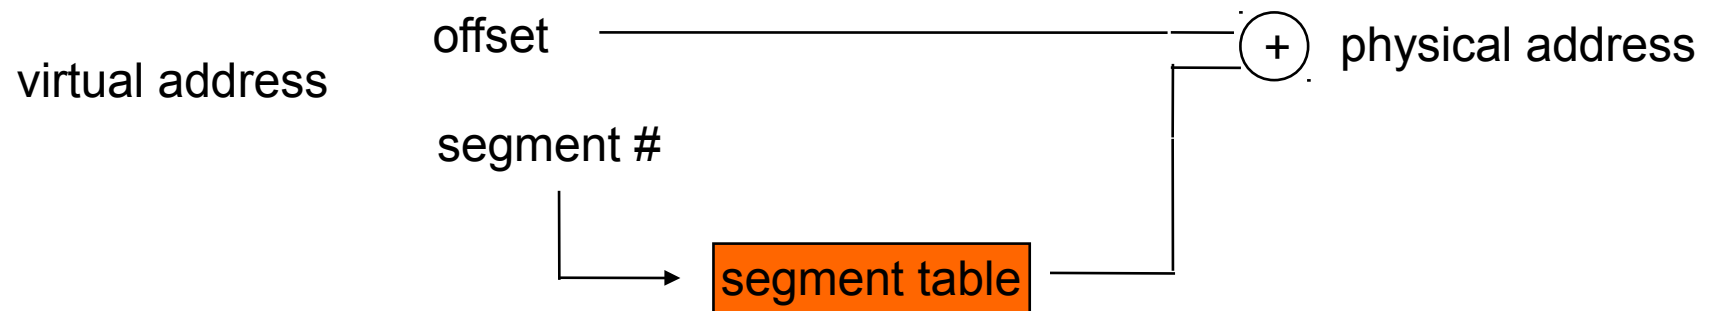 offset
+
physical address
virtual address
segment #
segment table